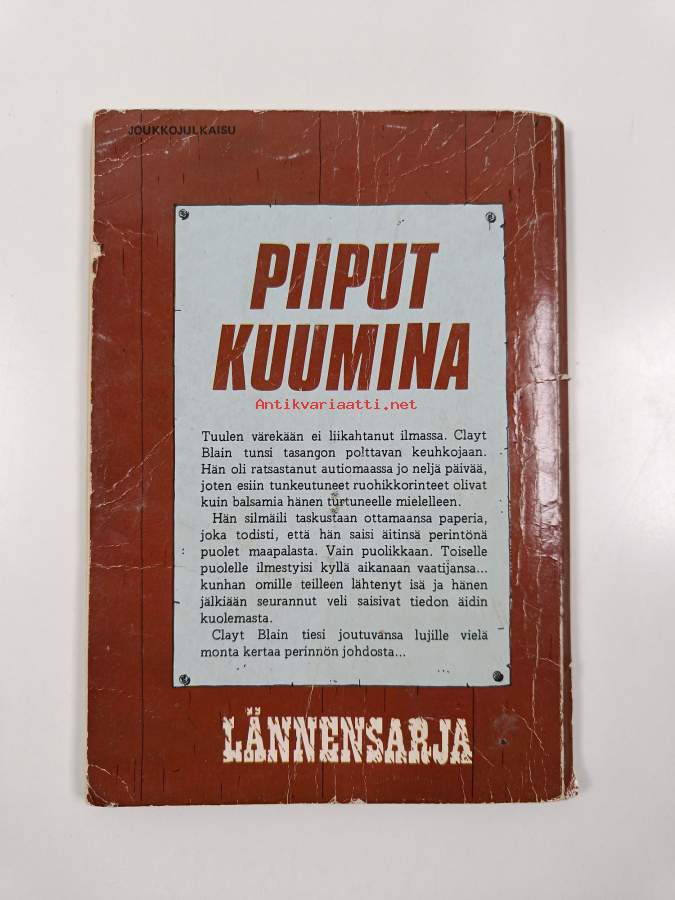 JOUKKOJULKAISU
PIIPUT
KUUMINA
Antikvariaatti.net
Tuulen värekään ei liikahtanut ilmassa. Clayt
Blain tunsi tasangon polttavan keuhkojaan.
Hän oli ratsastanut autiomaassa jo neljä päivää,
joten esiin tunkeutuneet ruohikkorinteet olivat
kuin balsamia hänen turtuneelle mielelleen.
Hän silmäili taskustaan ottamaansa paperia,
joka todisti, että hän saisi äitinsä perintönä
puolet maapalasta. Vain puolikkaan. Toiselle
puolelle ilmestyisi kyllä aikanaan vaatijansa...
kunhan omille teilleen lähtenyt isä ja hänen
jälkiään seurannut veli saisivat tiedon äidin
kuolemasta.
Clayt Blain tiesi joutuvansa lujille vielä
monta kertaa perinnön johdosta...
LÄNNENSARJA